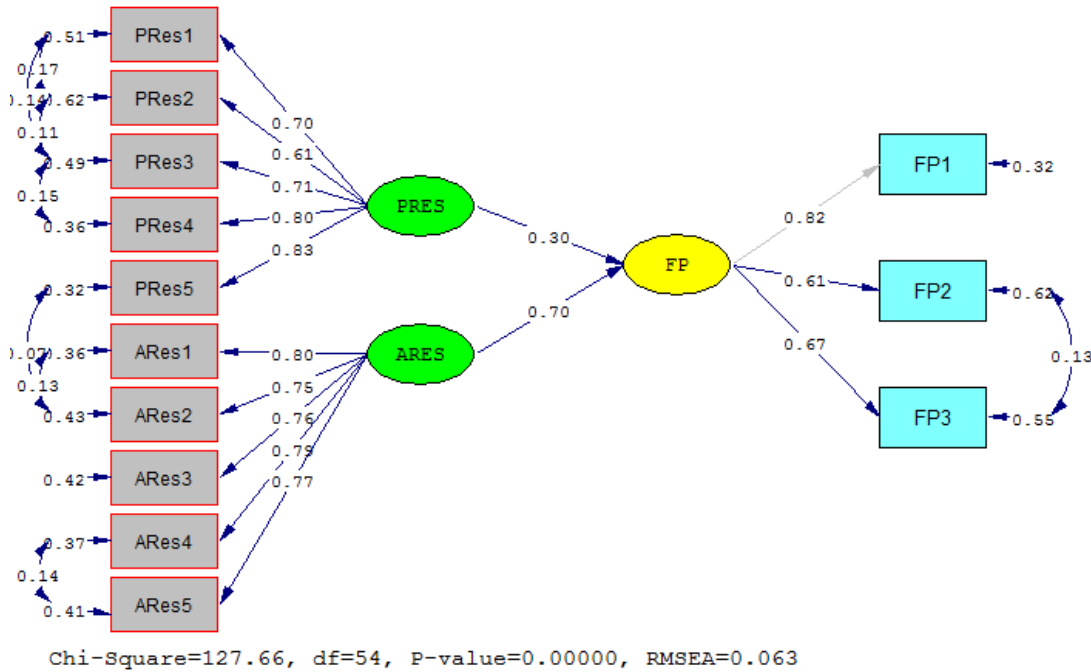 0.51 PRes1
0.17
0.62 PRes2
0.70
0.11
0.61
0.49 PRes3
0.71
FP1 0.32
0.15
0.80
PRES
0.82
0.36 PRes4
0.83
0.30
FP
0.32 PRes5
0.61
FP2 0.62
0.70
0.36 ARes1
0.80
ARES
0.67
0.13
0.13
0.75
0.43 ARes2
0.76
FP3 0.55
0.79
0.42 ARes3
0.77
0.37 ARes4
0.14
0.41 ARes5
Chi-Square=127.66, df=54, P-value=0.00000, RMSEA=0.063